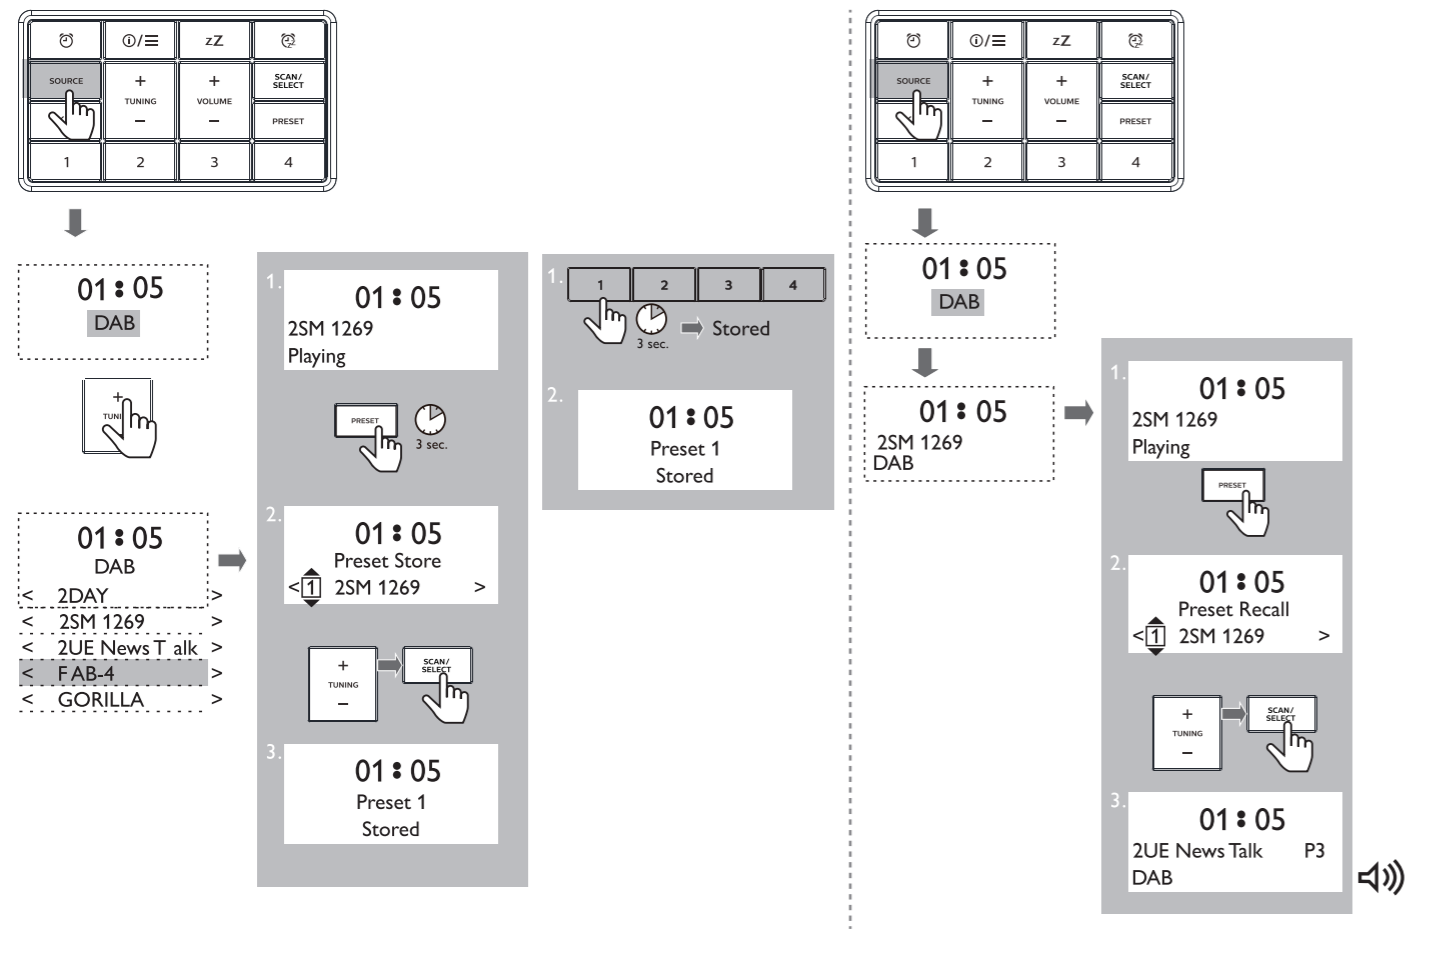 zZ
SOURCE
+
TUNING
−
+
VOLUME
−
SCAN/
SELECT
PRESET
1 2 3 4
01:05
DAB
+
TUNI
01:05
DAB
< 2DAY >
< 2SM 1269 >
< 2UE News T alk >
< F AB-4 >
< GORILLA >
1.
01:05
2SM 1269
Playing
PRESET
3 sec.
2.
01:05
Preset Store
< 1 2SM 1269 >
+
TUNING
−
SCAN/
SELECT
3.
01:05
Preset 1
Stored
1.
1 2 3 4
3 sec.
Stored
2.
01:05
Preset 1
Stored
zZ
SOURCE
+
TUNING
−
+
VOLUME
−
SCAN/
SELECT
PRESET
1 2 3 4
01:05
DAB
01:05
2SM 1269
DAB
1.
01:05
2SM 1269
Playing
PRESET
2.
01:05
Preset Recall
< 1 2SM 1269 >
+
TUNING
−
SCAN/
SELECT
3.
01:05
2UE News Talk P3
DAB